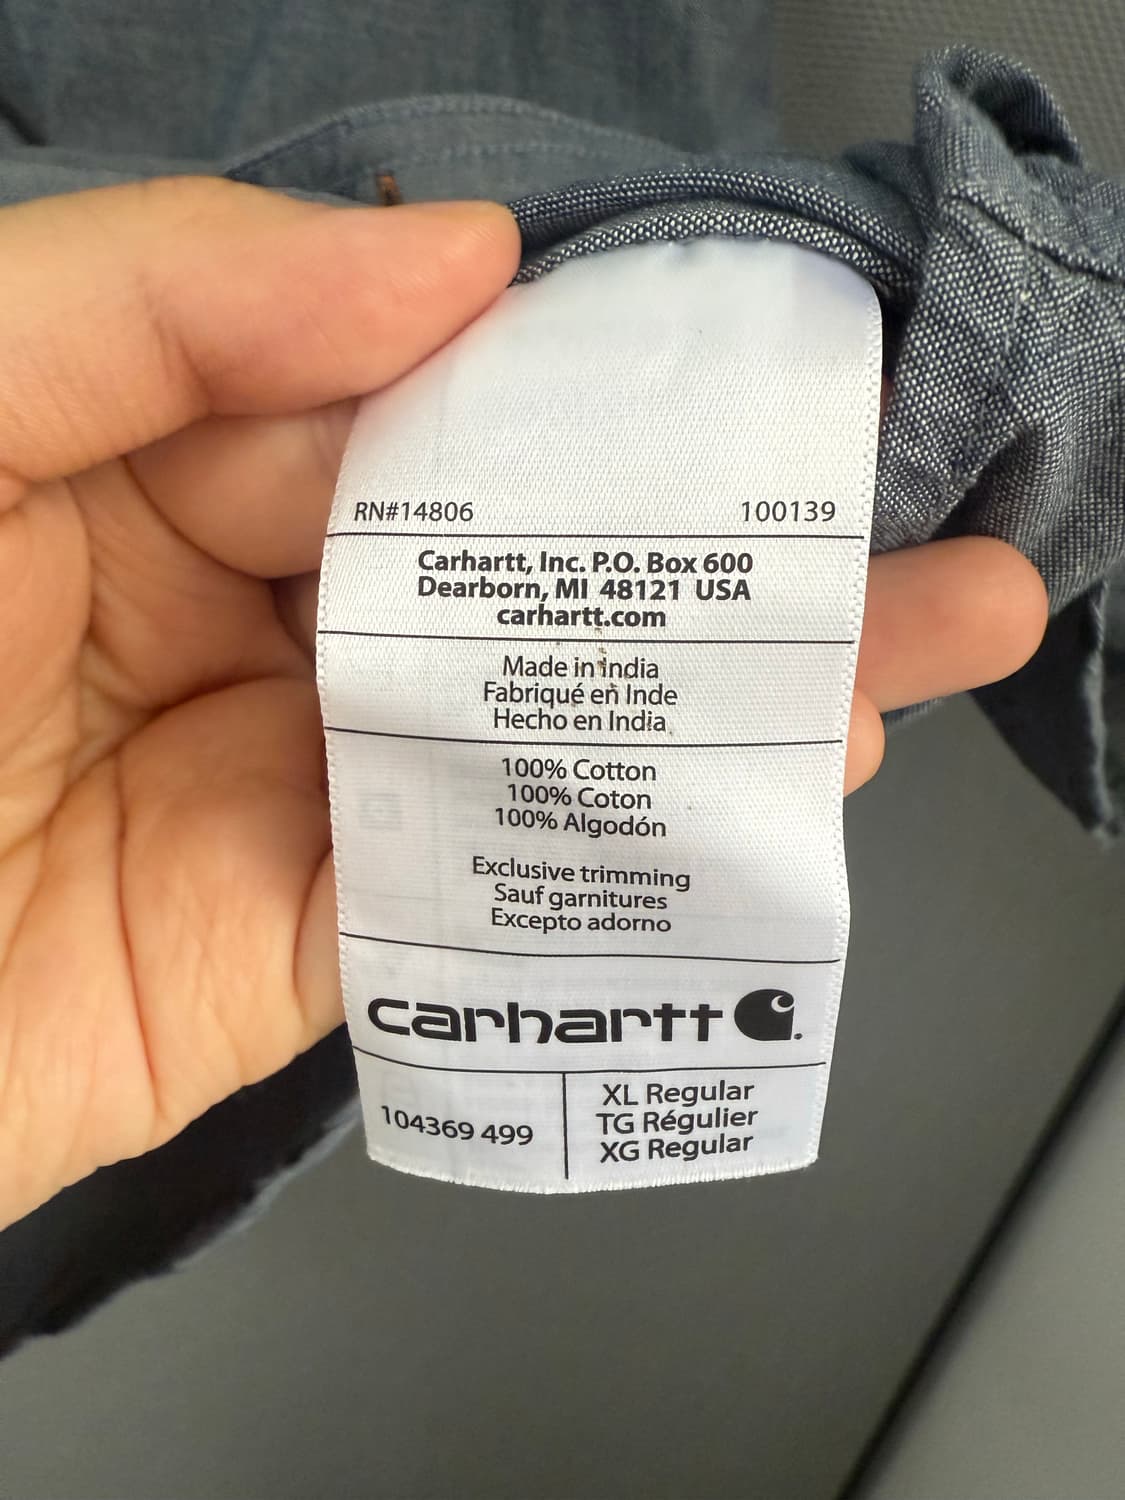 RN#14806 100139
Carhartt, Inc. P.O. Box 600
Dearborn, MI 48121 USA
carhartt.com
Made in India
Fabriqué en Inde
Hecho en India
100% Cotton
100% Coton
100% Algodón
Exclusive trimming
Sauf garnitures
Excepto adorno
carhartt
104369 499
XL Regular
TG Régulier
XG Regular